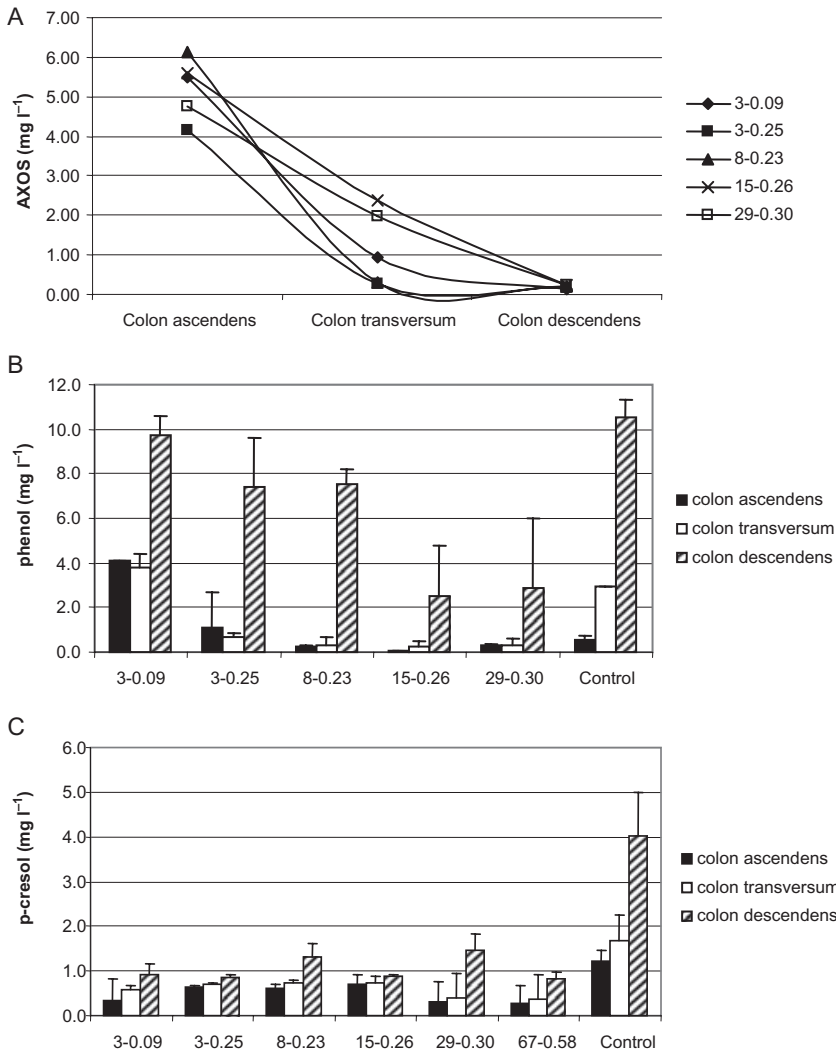 A
AXOS (mg l⁻¹)
7.00
6.00
5.00
4.00
3.00
2.00
1.00
0.00
Colon ascendens Colon transversum Colon descendens
3-0.09
3-0.25
8-0.23
15-0.26
29-0.30
B
phenol (mg l⁻¹)
12.0
10.0
8.0
6.0
4.0
2.0
0.0
3-0.09 3-0.25 8-0.23 15-0.26 29-0.30 Control
colon ascendens
colon transversum
colon descendens
C
p-cresol (mg l⁻¹)
6.0
5.0
4.0
3.0
2.0
1.0
0.0
3-0.09 3-0.25 8-0.23 15-0.26 29-0.30 67-0.58 Control
colon ascendens
colon transversum
colon descendens